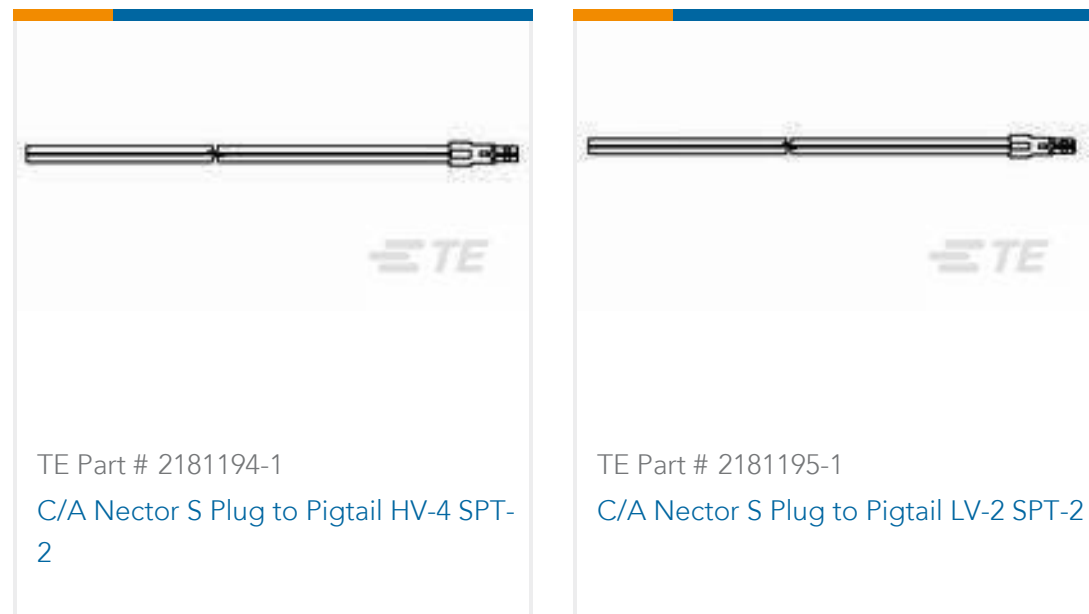 TE
TE
TE Part # 2181194-1
C/A Nector S Plug to Pigtail HV-4 SPT-
2
TE Part # 2181195-1
C/A Nector S Plug to Pigtail LV-2 SPT-2